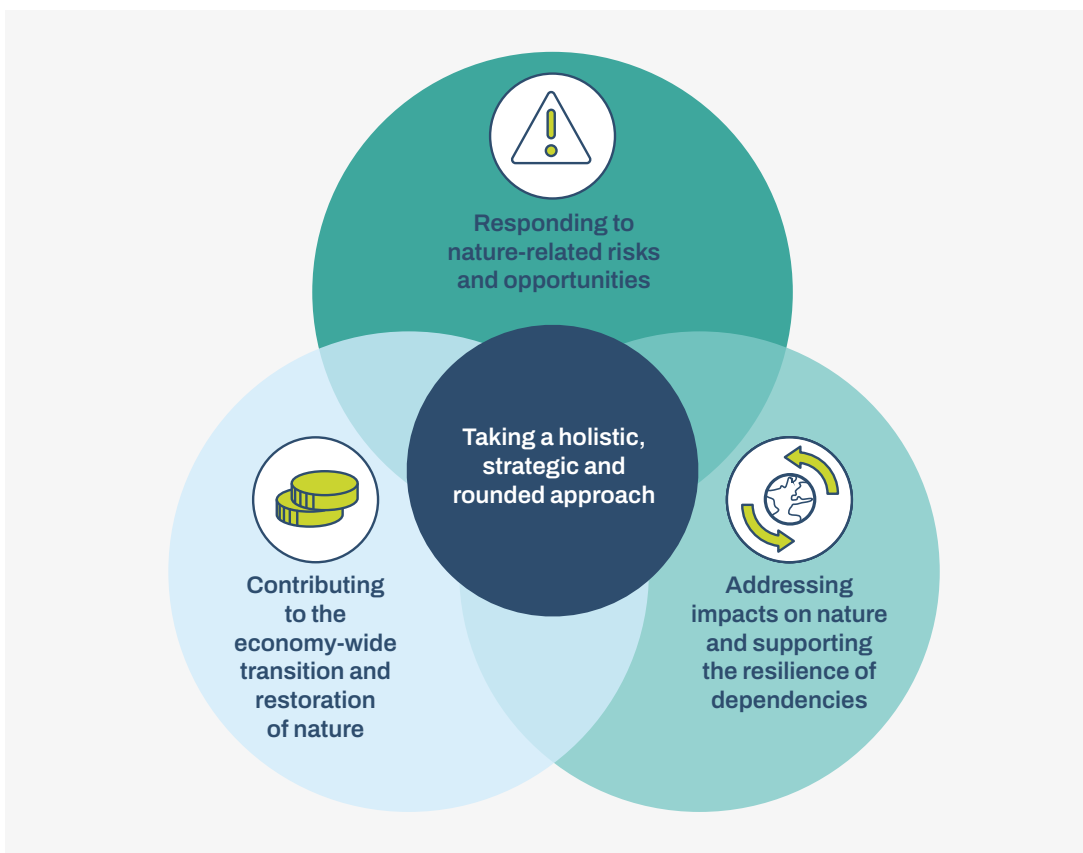 Responding to
nature-related risks
and opportunities
Taking a holistic,
strategic and
rounded approach
Contributing
to the
economy-wide
transition and
restoration
of nature
Addressing
impacts on nature
and supporting
the resilience of
dependencies